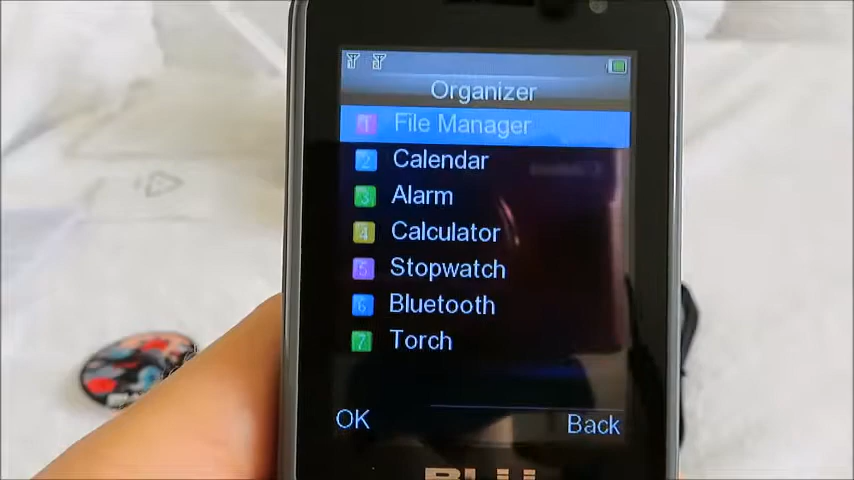 Organizer
1 File Manager
2 Calendar
3 Alarm
4 Calculator
5 Stopwatch
6 Bluetooth
7 Torch
OK Back
BLU